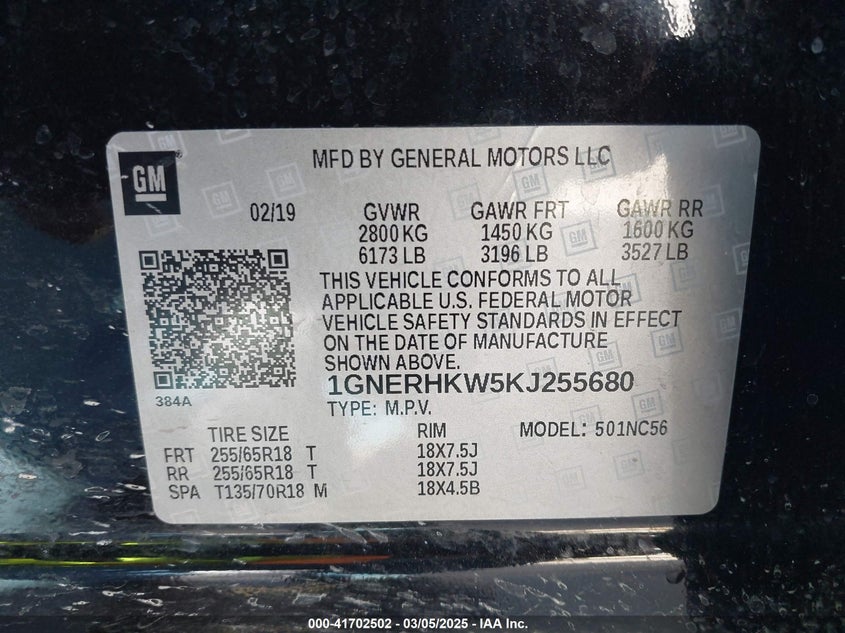 GM
MFD BY GENERAL MOTORS LLC
02/19 GVWR GAWR FRT GAWR RR
2800 KG 1450 KG 1600 KG
6173 LB 3196 LB 3527 LB
THIS VEHICLE CONFORMS TO ALL
APPLICABLE U.S. FEDERAL MOTOR
VEHICLE SAFETY STANDARDS IN EFFECT
ON THE DATE OF MANUFACTURE
SHOWN ABOVE.
384A
1GNERHKW5KJ255680
TYPE: M.P.V.
TIRE SIZE RIM MODEL: 501NC56
FRT 255/65R18 T 18X7.5J
RR 255/65R18 T 18X7.5J
SPA T135/70R18 M 18X4.5B
000-41702502 - 03/05/2025 - IAA Inc.